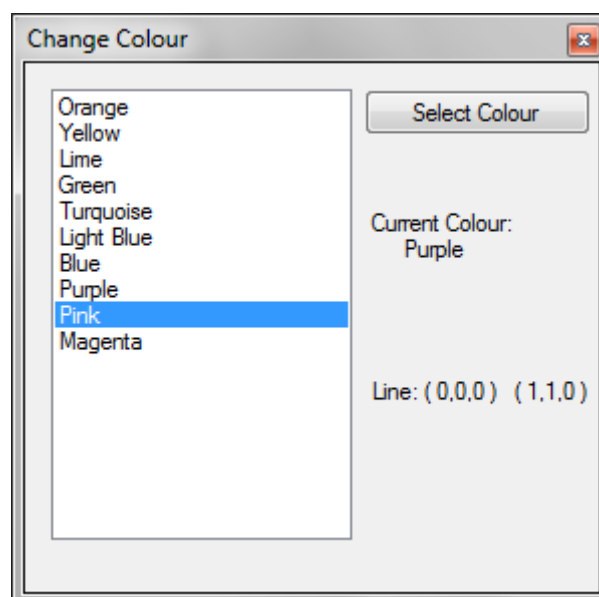 Change Colour
Orange
Yellow
Lime
Green
Turquoise
Light Blue
Blue
Purple
Pink
Magenta
Select Colour
Current Colour:
Purple
Line: ( 0,0,0 ) ( 1,1,0 )